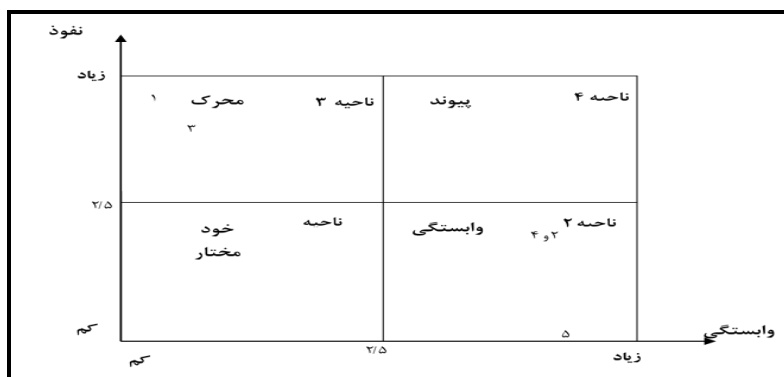 نفوذ
زیاد
۱ محرک ناحیه ۳ پیوند ناحیه ۴
۳
۲/۵
خود مختار ناحیه وابستگی ناحیه ۲
۲ و ۴
۵
کم
وابستگی
کم ۲/۵ زیاد